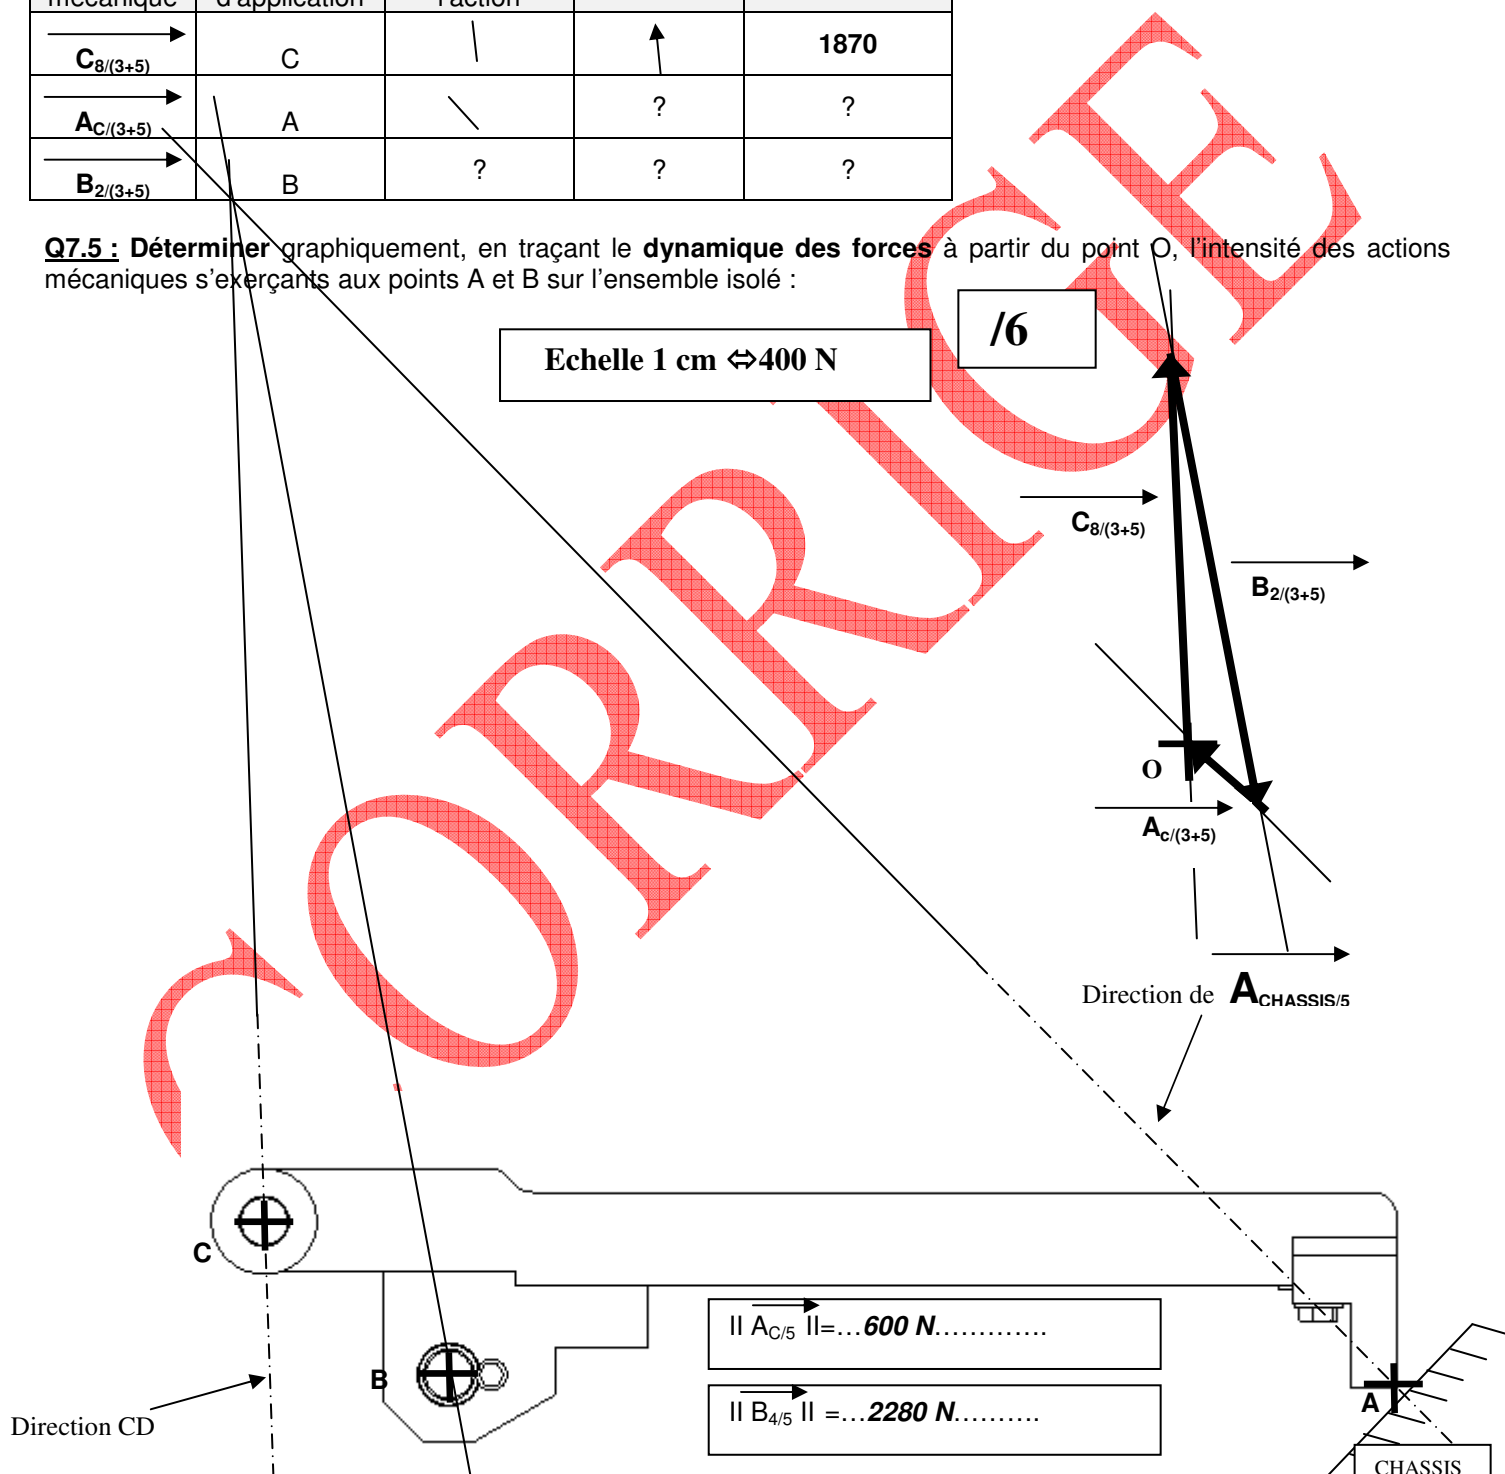 mécanique d'application l'action
C8/(3+5) C 1870
AC/(3+5) A ? ?
B2/(3+5) B ? ? ?
Q7.5 : Déterminer graphiquement, en traçant le dynamique des forces à partir du point O, l'intensité des actions
mécaniques s'exerçants aux points A et B sur l'ensemble isolé :
/6
Echelle 1 cm ⇔400 N
C8/(3+5)
B2/(3+5)
O
Ac/(3+5)
Direction de ACHASSIS/5
CORRIGE
C
B
II AC/5 II=…600 N………….
II B4/5 II =…2280 N……….
A
Direction CD
CHASSIS